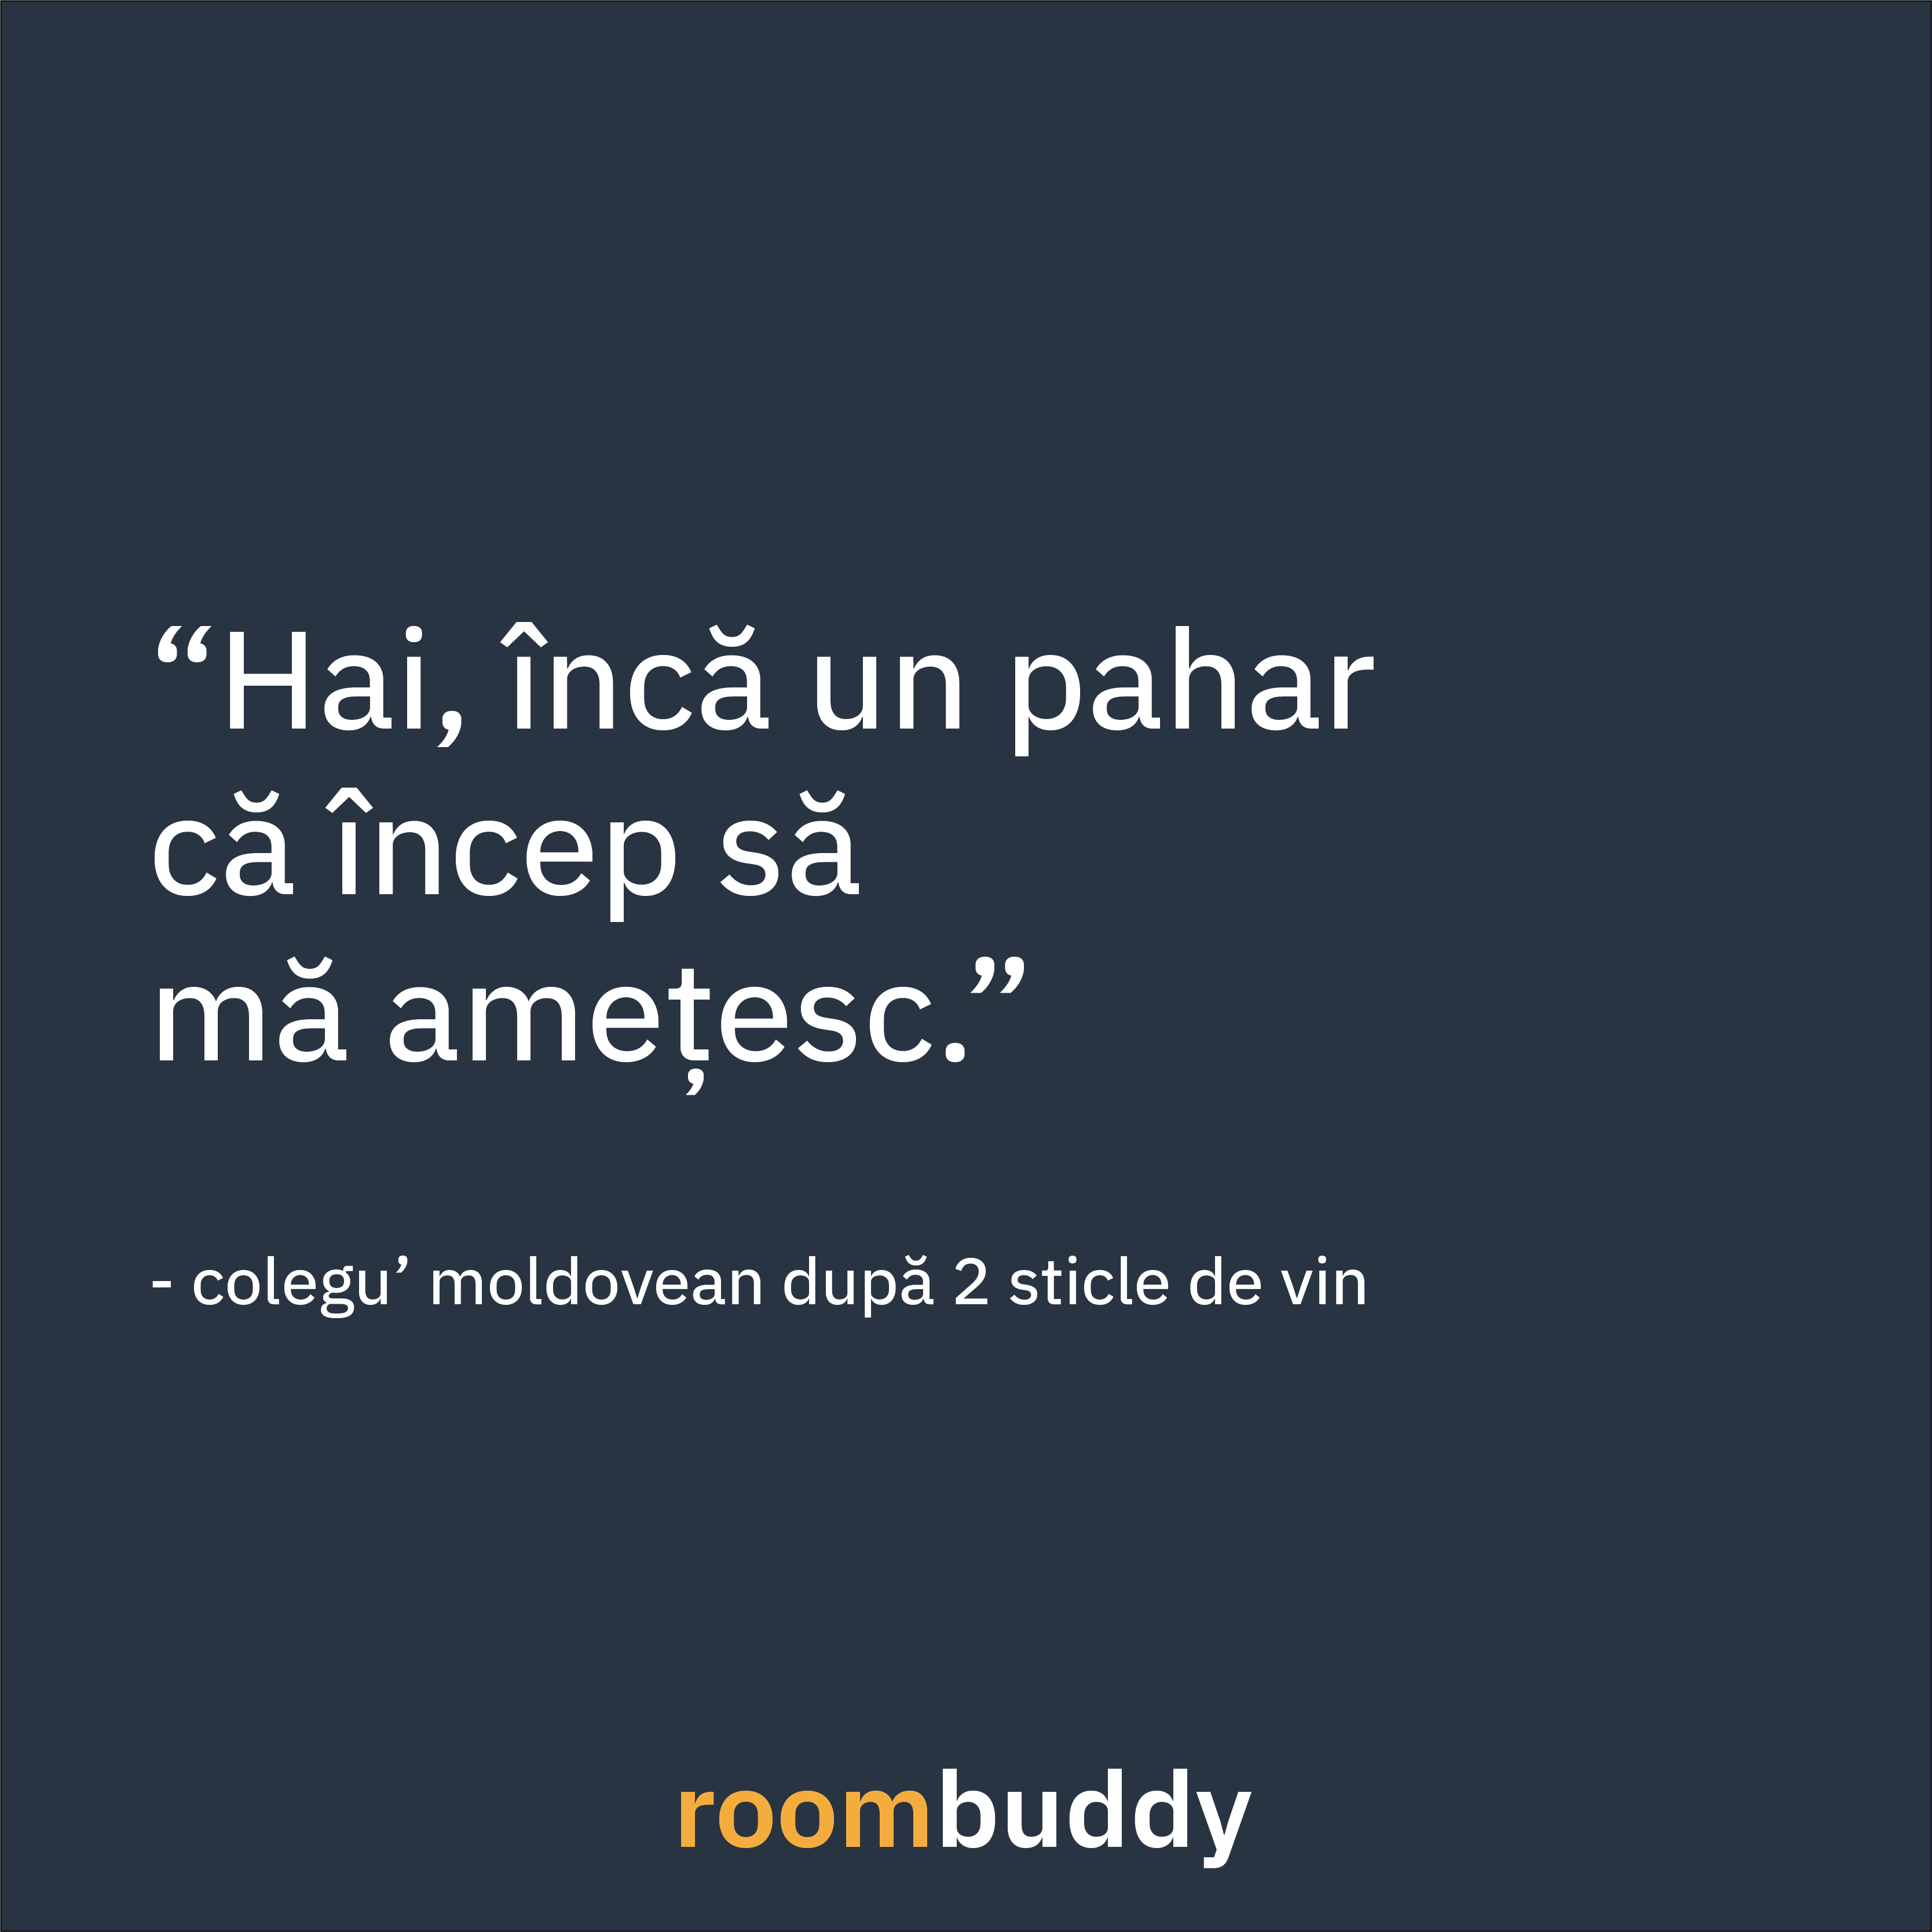 “Hai, încă un pahar
că încep să
mă amețesc.”
- colegu’ moldovean după 2 sticle de vin
roombuddy